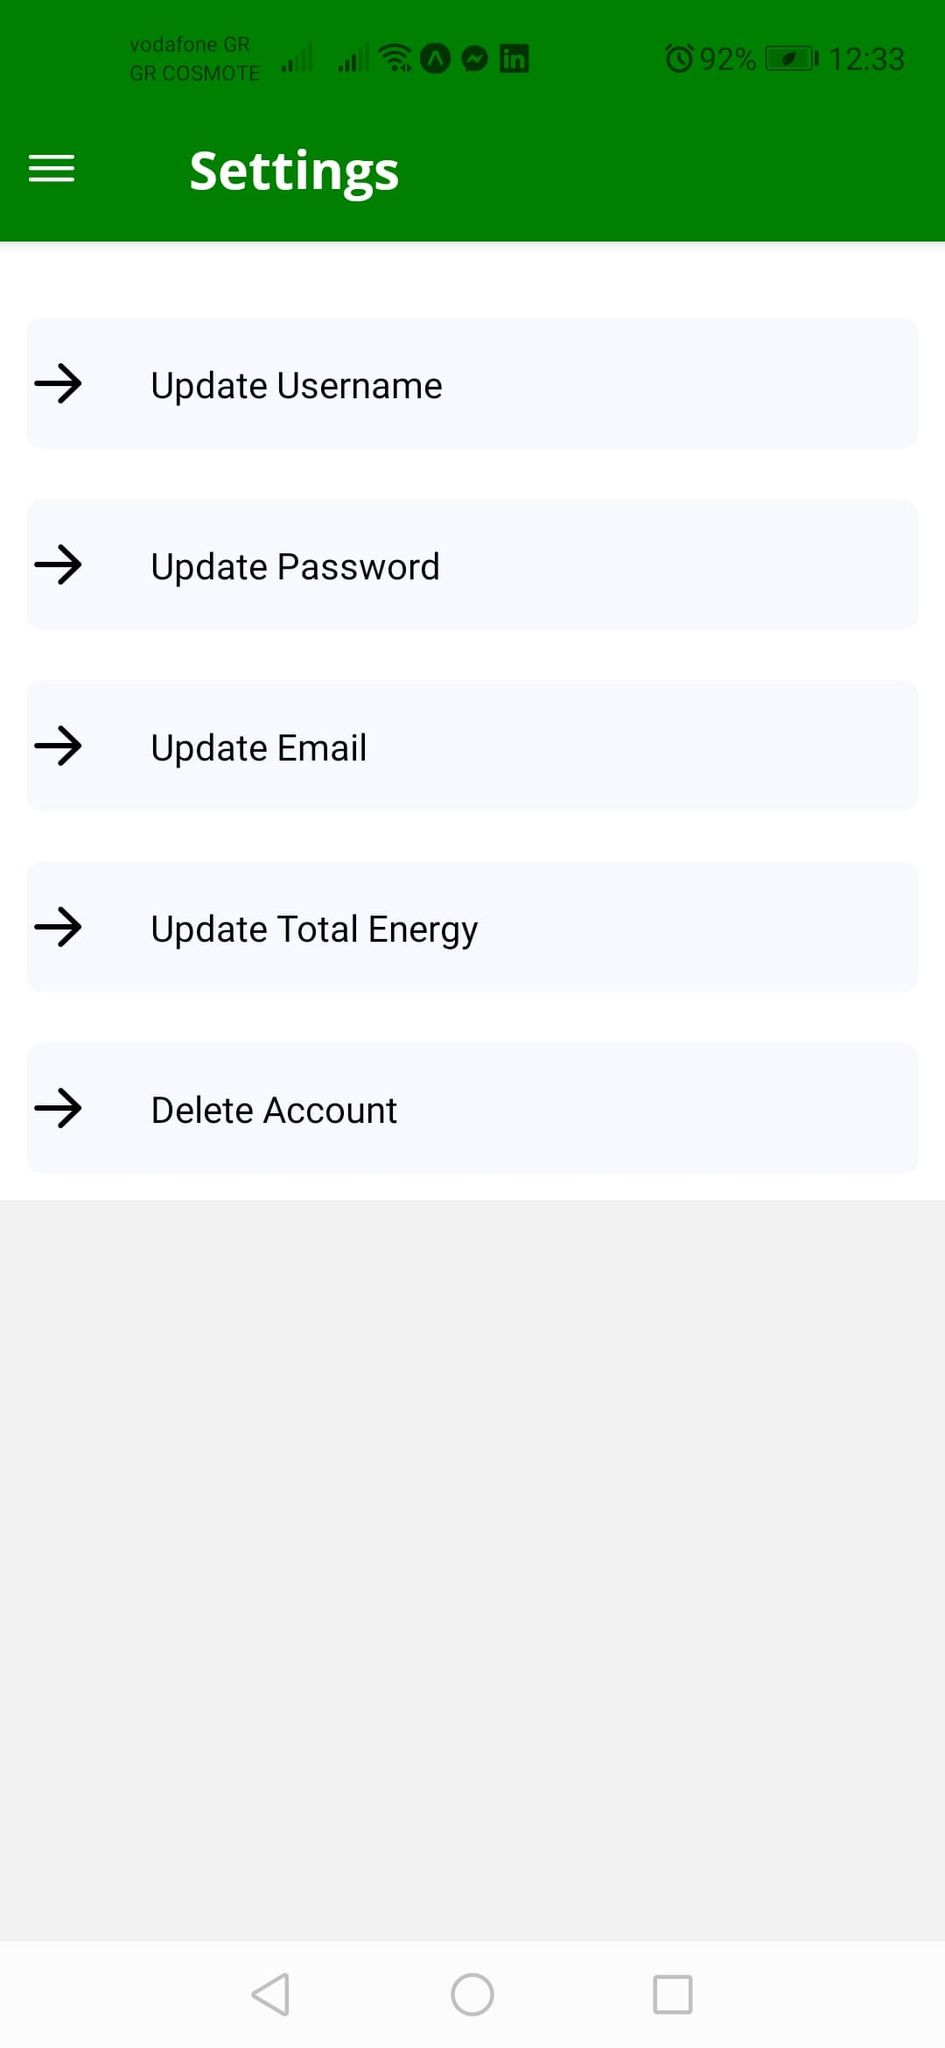 vodafone GR
GR COSMOTE
92% 12:33
Settings
Update Username
Update Password
Update Email
Update Total Energy
Delete Account